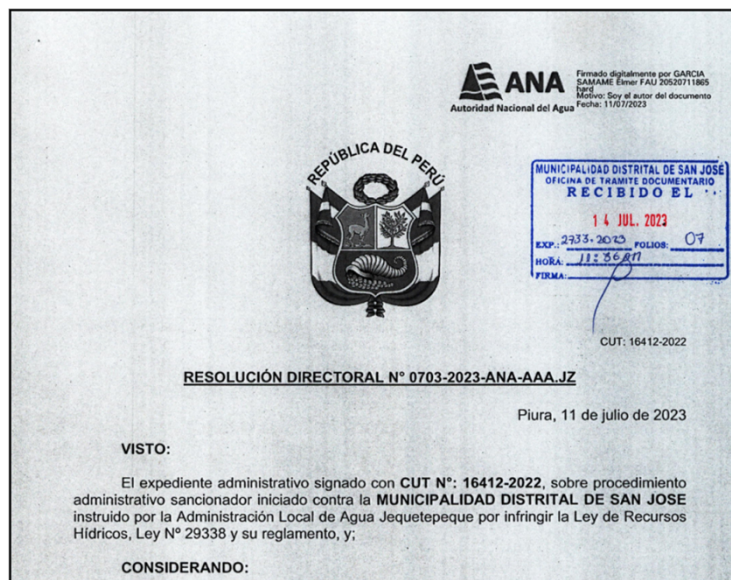 ANA
Autoridad Nacional del Agua
Firmado digitalmente por GARCIA
SAMAME Elmer FAU 20520711865
hard
Motivo: Soy el autor del documento
Fecha: 11/07/2023
REPÚBLICA DEL PERÚ
MUNICIPALIDAD DISTRITAL DE SAN JOSÉ
OFICINA DE TRAMITE DOCUMENTARIO
RECIBIDO EL
14 JUL. 2023
EXP.: 2733-2023 FOLIOS: 07
HORA: 11:36 AM
FIRMA:
CUT: 16412-2022
RESOLUCIÓN DIRECTORAL N° 0703-2023-ANA-AAA.JZ
Piura, 11 de julio de 2023
VISTO:
El expediente administrativo signado con CUT N°: 16412-2022, sobre procedimiento
administrativo sancionador iniciado contra la MUNICIPALIDAD DISTRITAL DE SAN JOSE
instruido por la Administración Local de Agua Jequetepeque por infringir la Ley de Recursos
Hídricos, Ley Nº 29338 y su reglamento, y;
CONSIDERANDO: